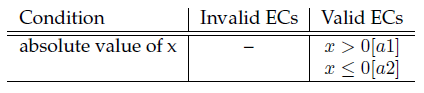 Condition Invalid ECs Valid ECs
absolute value of x – x > 0[a1]
x ≤ 0[a2]